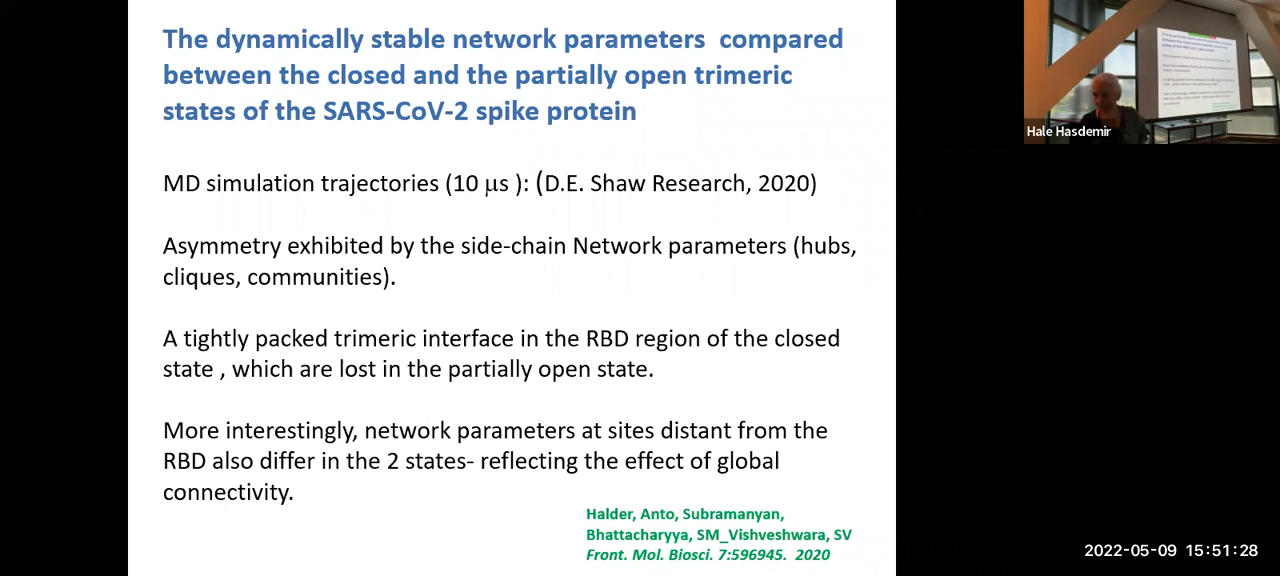 The dynamically stable network parameters  compared
between the closed and the partially open trimeric
states of the SARS-CoV-2 spike protein
MD simulation trajectories (10 μs ): (D.E. Shaw Research, 2020)
Asymmetry exhibited by the side-chain Network parameters (hubs,
cliques, communities).
A tightly packed trimeric interface in the RBD region of the closed
state , which are lost in the partially open state.
More interestingly, network parameters at sites distant from the
RBD also differ in the 2 states- reflecting the effect of global
connectivity.
Halder, Anto, Subramanyan,
Bhattacharyya, SM_Vishveshwara, SV
Front. Mol. Biosci. 7:596945.  2020
Hale Hasdemir
2022-05-09 15:51:28